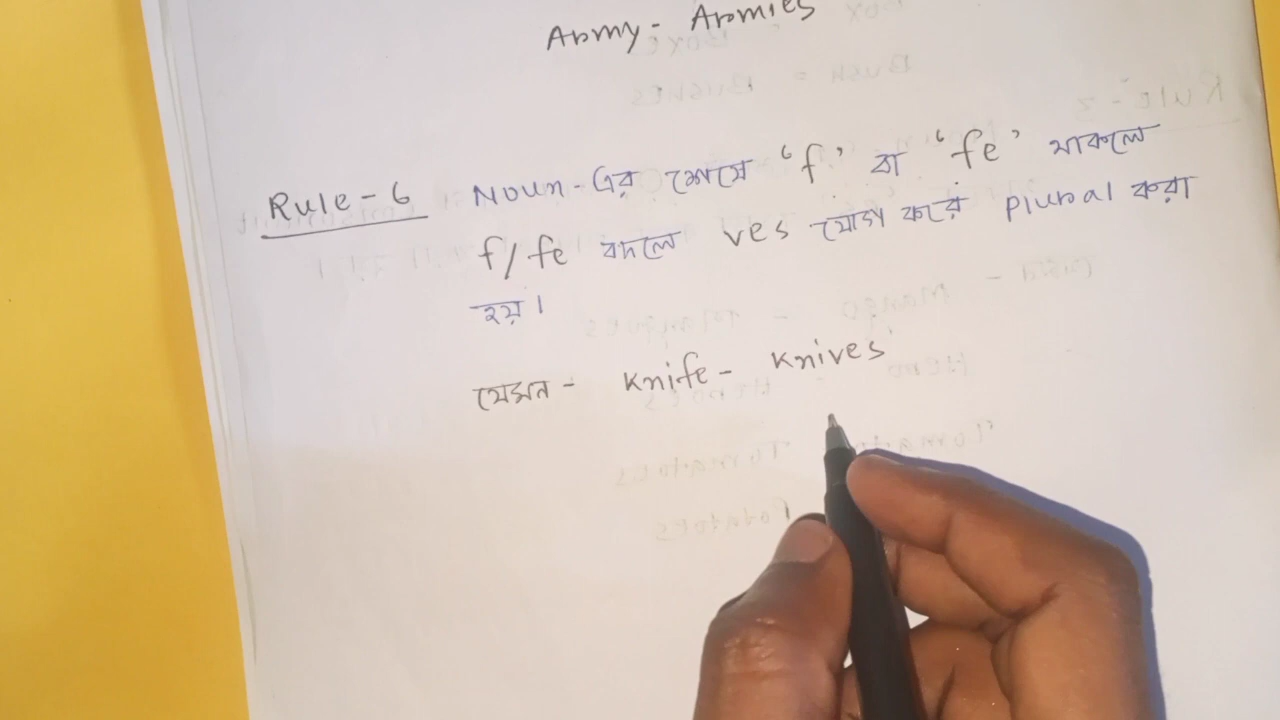 Army - Armies
Rule - 6 Noun - এর শেষে 'f' বা 'fe' থাকলে
f/fe বদলে ves যোগ করে plural করা
হয়।
যেমন - Knife - Knives